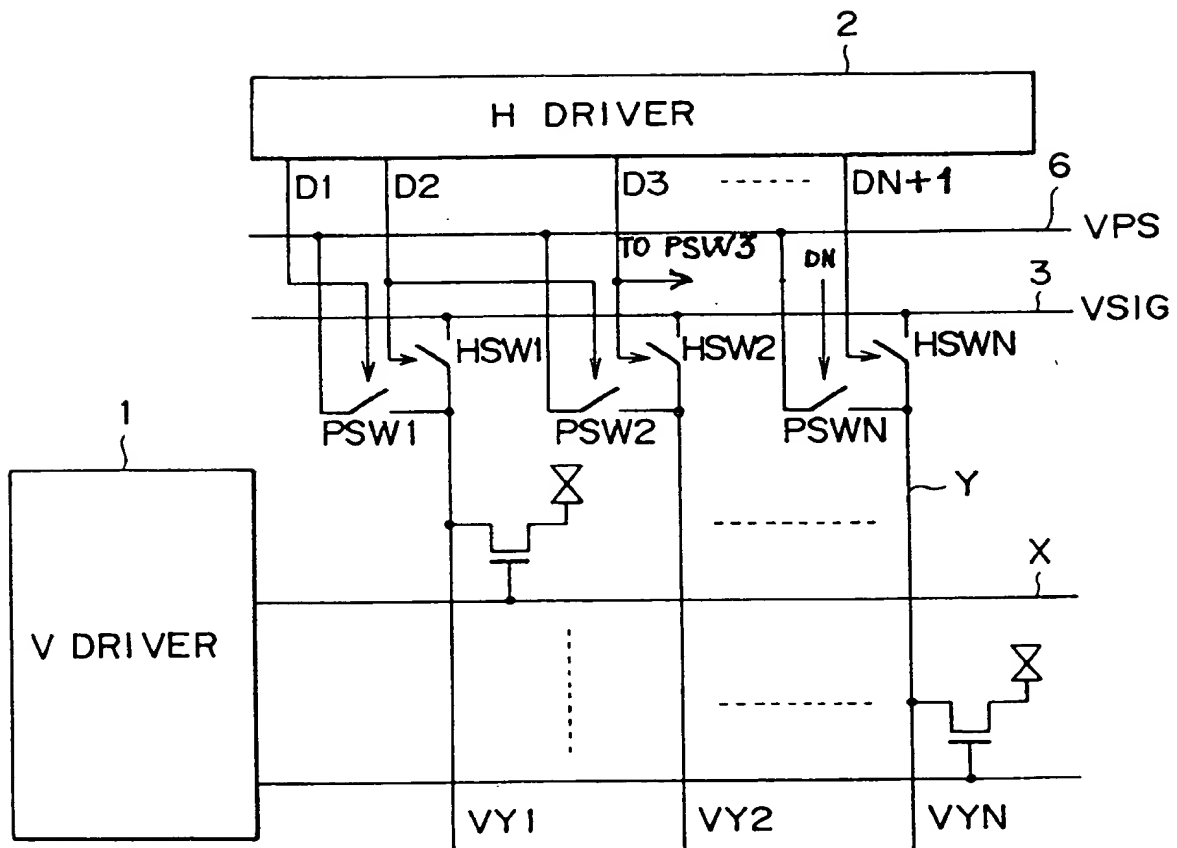 2
H DRIVER
D1 D2 D3 DN+1
6
VPS
TO PSW3 DN
3
VSIG
HSW1 HSW2 HSWN
PSW1 PSW2 PSWN
1
Y
X
V DRIVER
VY1 VY2 VYN